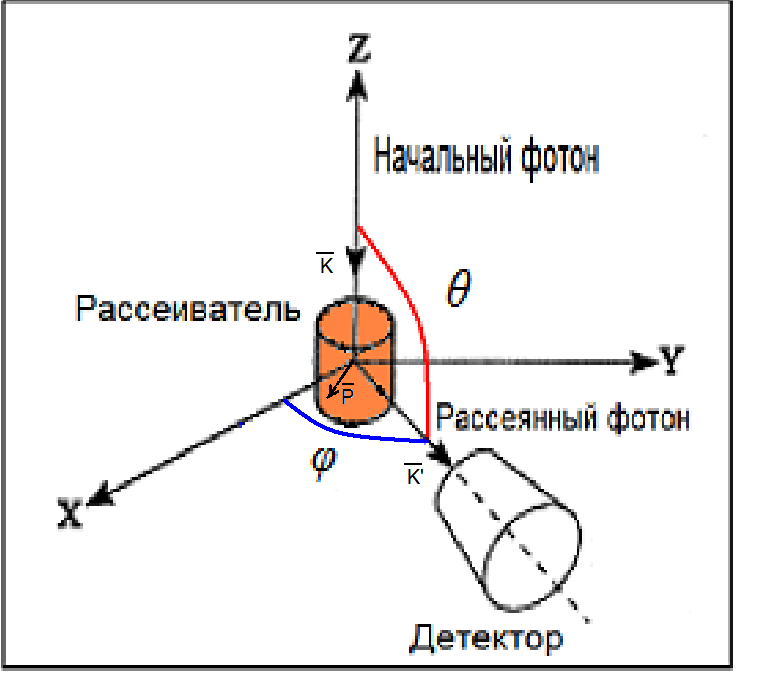 Z
Начальный фотон
K
θ
Рассеиватель
Y
P
Рассеянный фотон
φ
K'
X
Детектор